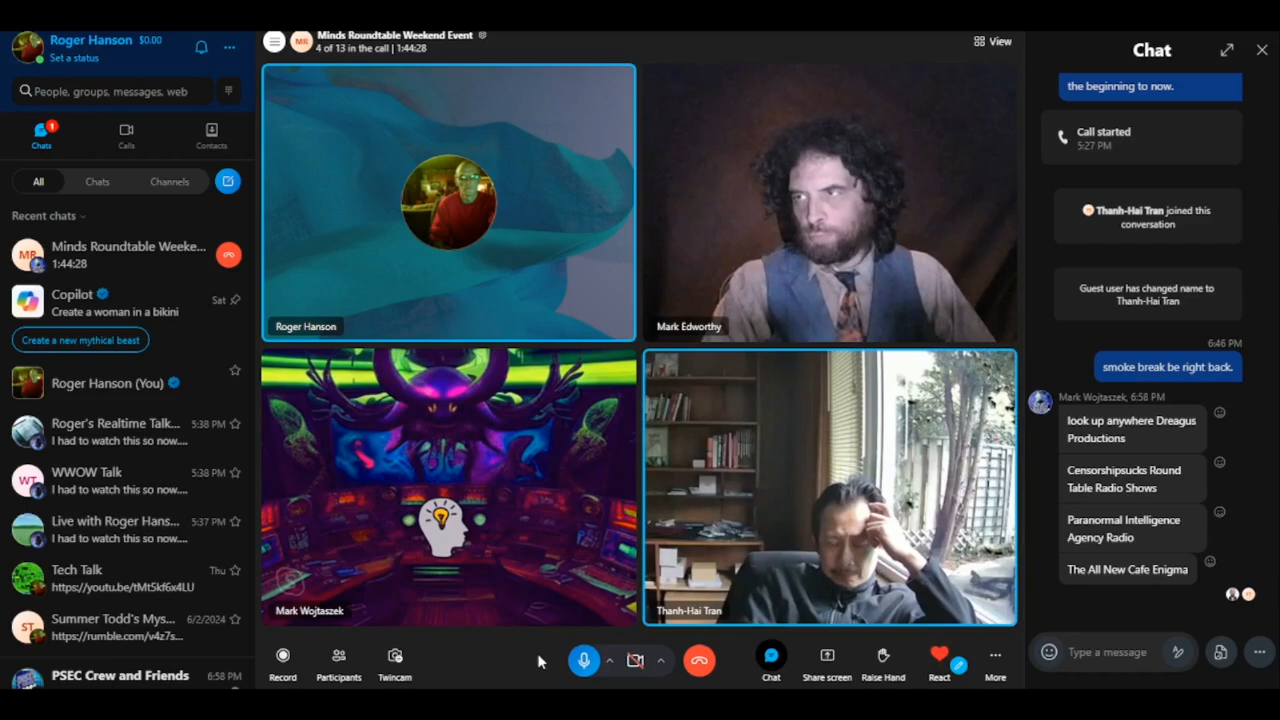 Roger Hanson $0.00
Set a status
People, groups, messages, web
1
Chats
Calls
Contacts
All
Chats
Channels
Recent chats
MR
Minds Roundtable Weeke...
1:44:28
Copilot
Sat
Create a woman in a bikini
Create a new mythical beast
Roger Hanson (You)
Roger's Realtime Talk...
5:38 PM
I had to watch this so now....
WT
WWOW Talk
5:38 PM
I had to watch this so now....
Live with Roger Hans...
5:37 PM
I had to watch this so now....
Tech Talk
Thu
https://youtu.be/tMtSkf6x4LU
ST
Summer Todd's Mys...
6/2/2024
https://rumble.com/v4z7s...
PSEC Crew and Friends
6:58 PM
MR
Minds Roundtable Weekend Event
4 of 13 in the call | 1:44:28
View
Roger Hanson
Mark Edworthy
Mark Wojtaszek
Thanh-Hai Tran
Record
Participants
Twincam
Chat
Share screen
Raise Hand
React
More
Chat
the beginning to now.
Call started
5:27 PM
Thanh-Hai Tran joined this
conversation
Guest user has changed name to
Thanh-Hai Tran
6:46 PM
smoke break be right back.
Mark Wojtaszek, 6:58 PM
look up anywhere Dreagus
Productions
Censorshipsucks Round
Table Radio Shows
Paranormal Intelligence
Agency Radio
The All New Cafe Enigma
Type a message